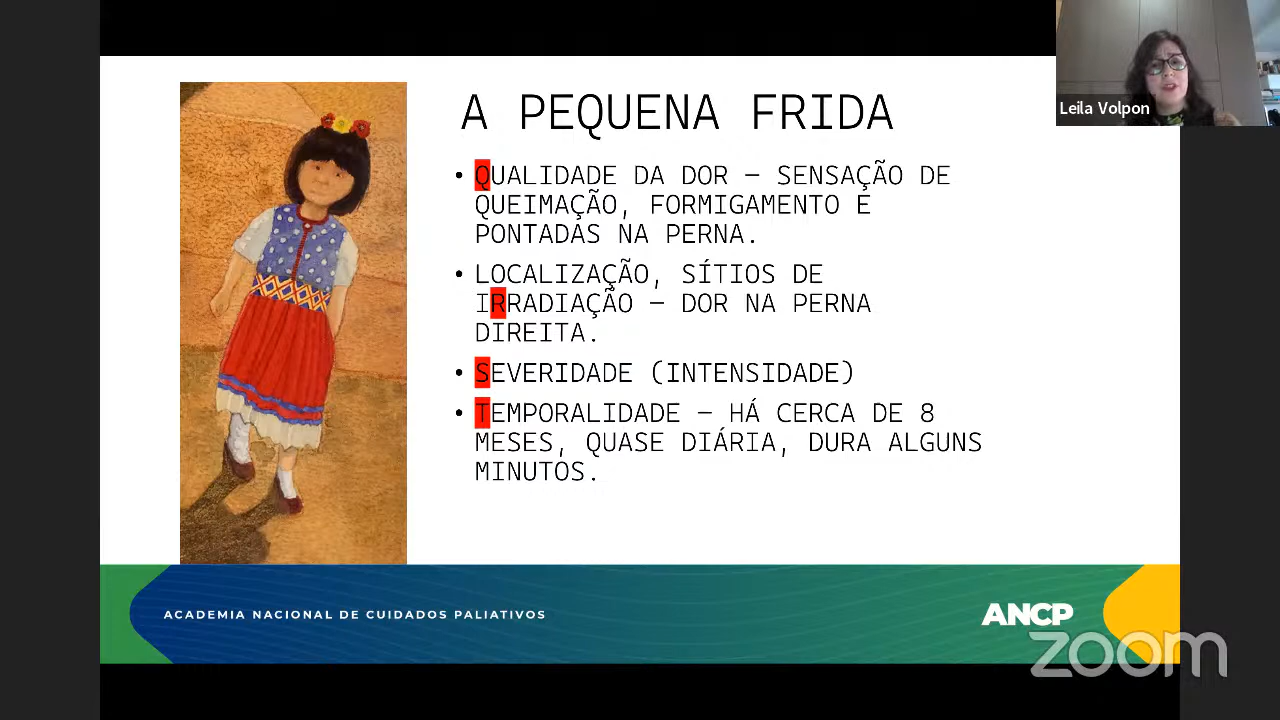 Leila Volpon
A PEQUENA FRIDA
• QUALIDADE DA DOR – SENSAÇÃO DE
QUEIMAÇÃO, FORMIGAMENTO E
PONTADAS NA PERNA.
• LOCALIZAÇÃO, SÍTIOS DE
IRRADIAÇÃO – DOR NA PERNA
DIREITA.
• SEVERIDADE (INTENSIDADE)
• TEMPORALIDADE – HÁ CERCA DE 8
MESES, QUASE DIÁRIA, DURA ALGUNS
MINUTOS.
ACADEMIA NACIONAL DE CUIDADOS PALIATIVOS
ANCP
zoom